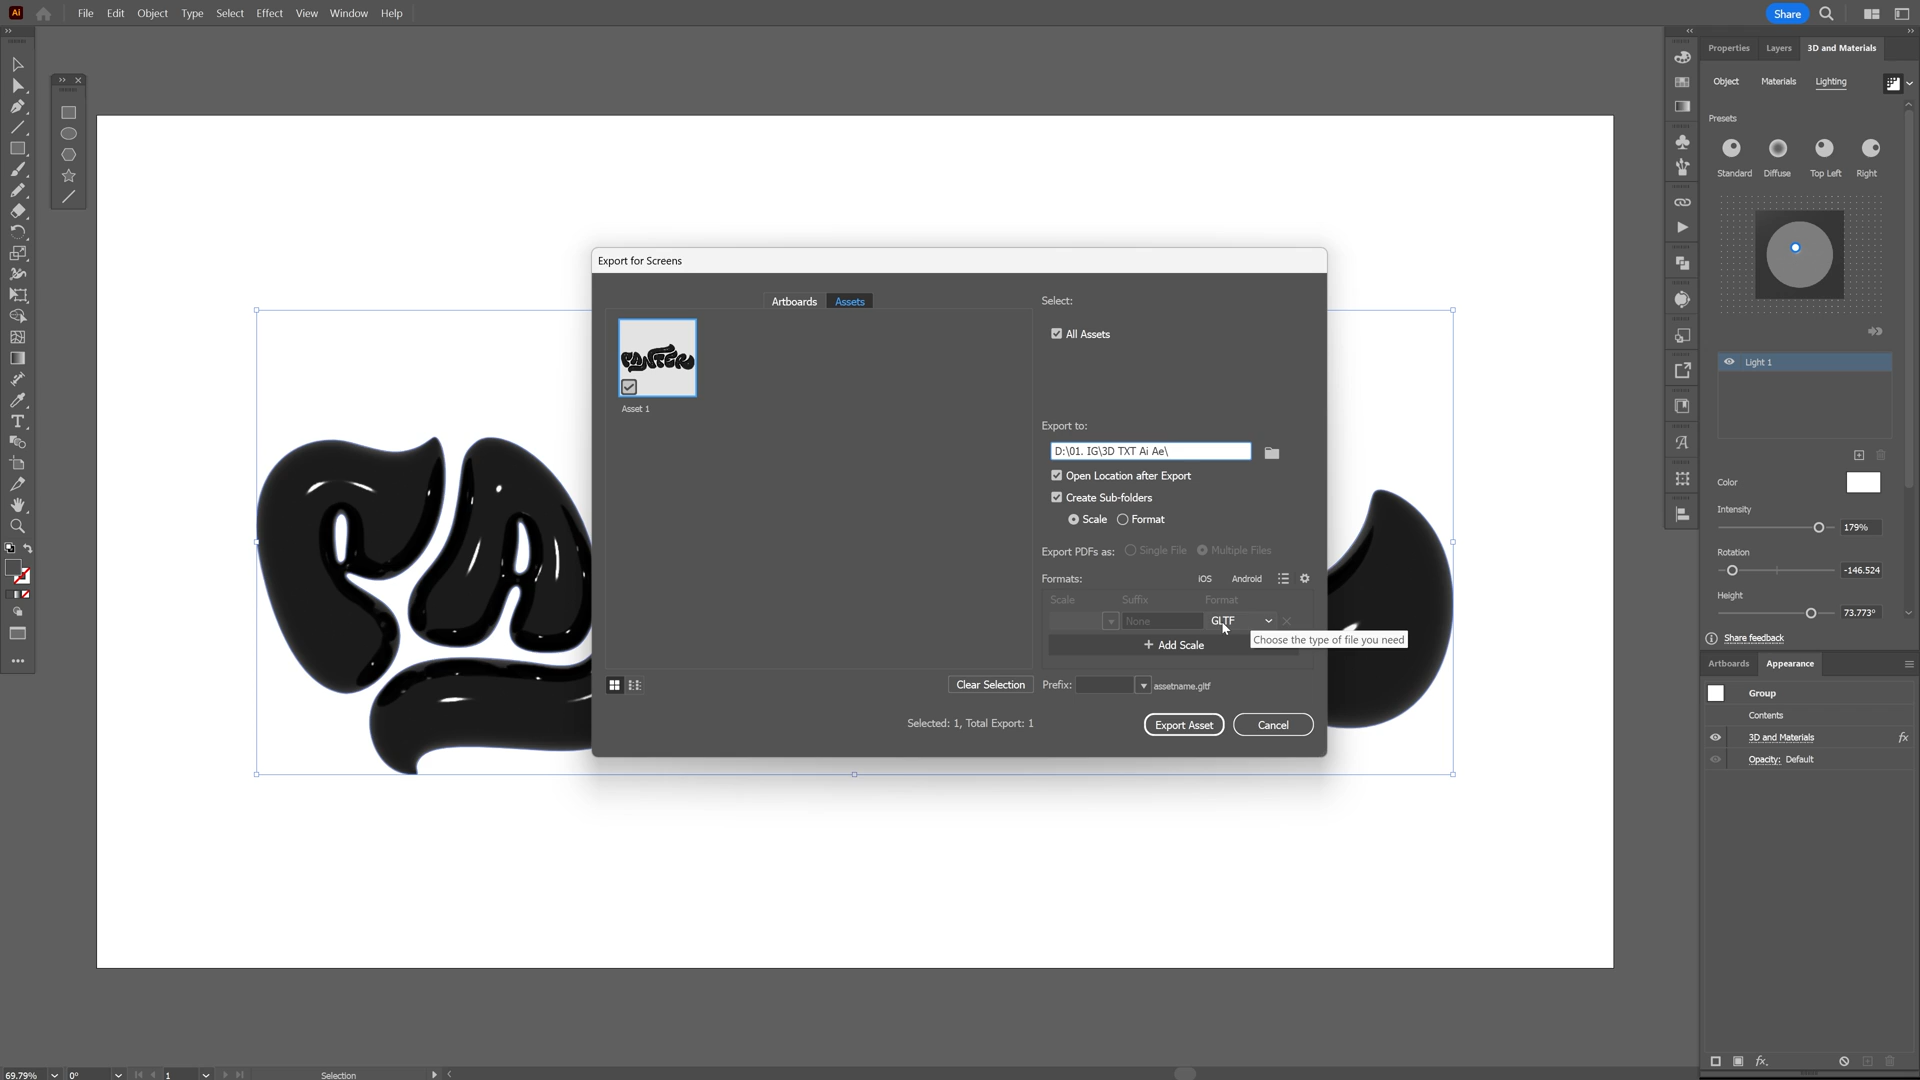 Ai File Edit Object Type Select Effect View Window Help Share
Properties Layers 3D and Materials
Object Materials Lighting
Presets
Standard Diffuse Top Left Right
Light 1
Color
Intensity
179%
Rotation
-146.524
Height
73.773°
Share feedback
Artboards Appearance
Group
Contents
3D and Materials fx
Opacity: Default
fx.
Export for Screens
Artboards Assets
PANTER
Asset 1
Select:
All Assets
Export to:
D:\01. IG\3D TXT Ai Ae\
Open Location after Export
Create Sub-folders
Scale Format
Export PDFs as: Single File Multiple Files
Formats: iOS Android
Scale Suffix Format
None GLTF
Choose the type of file you need
+ Add Scale
Clear Selection Prefix: assetname.gltf
Selected: 1, Total Export: 1 Export Asset Cancel
PA
69.79% 0° 1 Selection